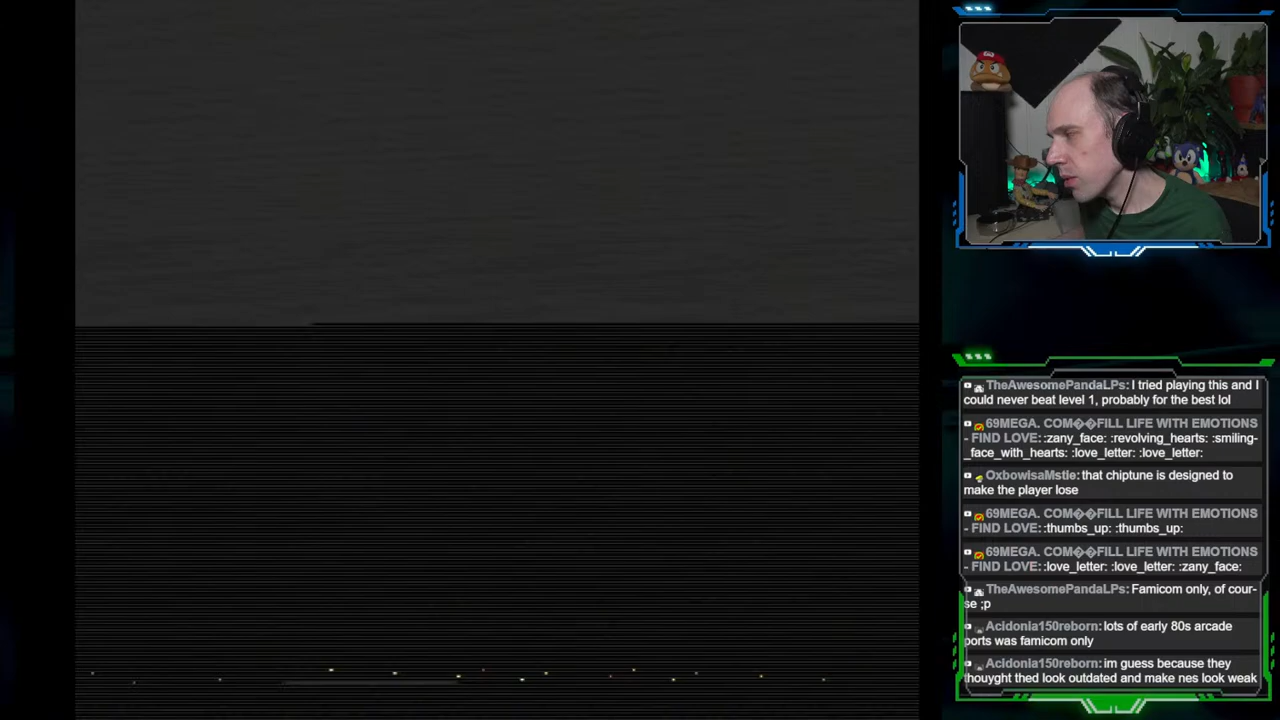 TheAwesomePandaLPs: I tried playing this and I
could never beat level 1, probably for the best lol
69MEGA. COM��FILL LIFE WITH EMOTIONS
- FIND LOVE: :zany_face: :revolving_hearts: :smiling-
_face_with_hearts: :love_letter: :love_letter:
OxbowisaMstie: that chiptune is designed to
make the player lose
69MEGA. COM��FILL LIFE WITH EMOTIONS
- FIND LOVE: :thumbs_up: :thumbs_up:
69MEGA. COM��FILL LIFE WITH EMOTIONS
- FIND LOVE: :love_letter: :love_letter: :zany_face:
TheAwesomePandaLPs: Famicom only, of cour-
se ;p
Acidonia150reborn: lots of early 80s arcade
ports was famicom only
Acidonia150reborn: im guess because they
thouyght thed look outdated and make nes look weak